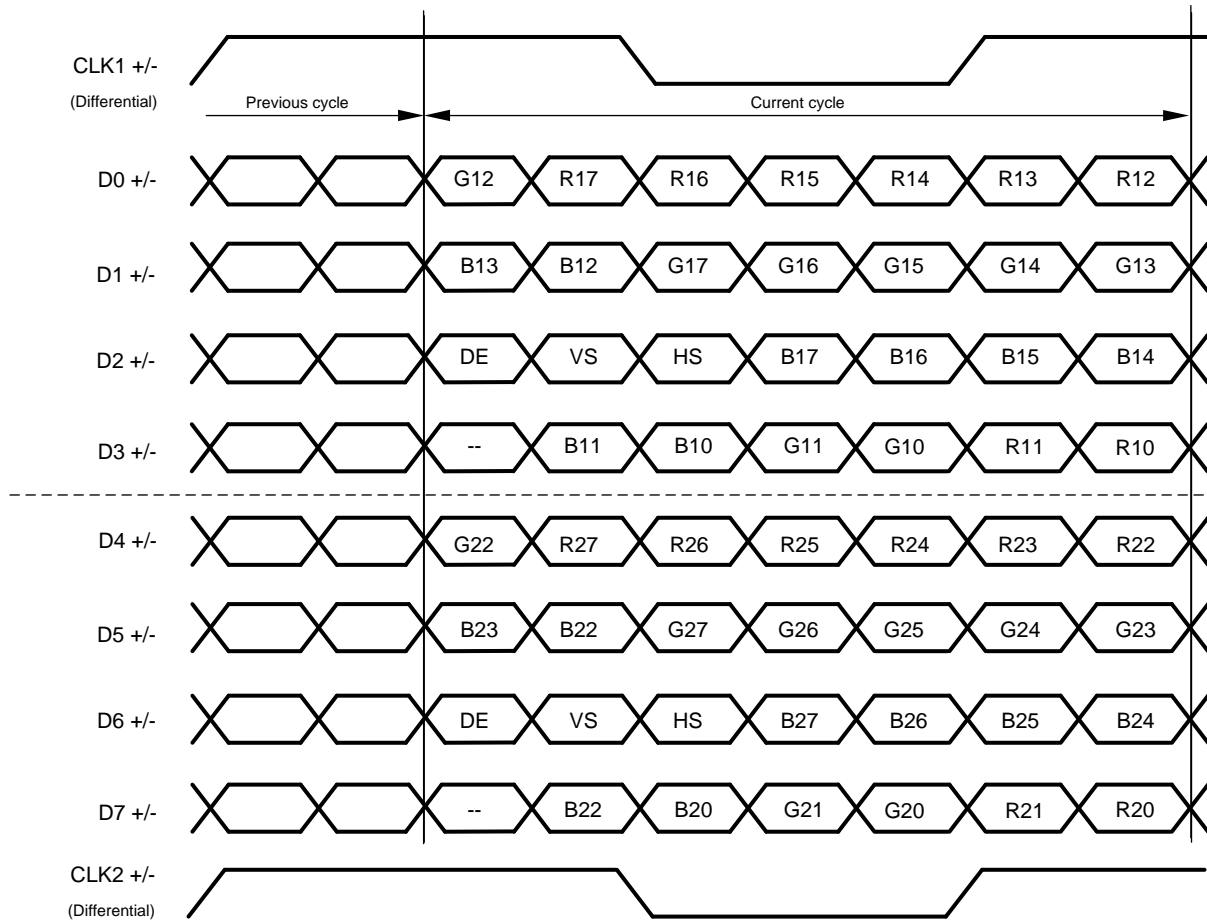 CLK1 +/-
(Differential)
Previous cycle Current cycle
D0 +/- G12 R17 R16 R15 R14 R13 R12
D1 +/- B13 B12 G17 G16 G15 G14 G13
D2 +/- DE VS HS B17 B16 B15 B14
D3 +/- -- B11 B10 G11 G10 R11 R10
D4 +/- G22 R27 R26 R25 R24 R23 R22
D5 +/- B23 B22 G27 G26 G25 G24 G23
D6 +/- DE VS HS B27 B26 B25 B24
D7 +/- -- B22 B20 G21 G20 R21 R20
CLK2 +/-
(Differential)